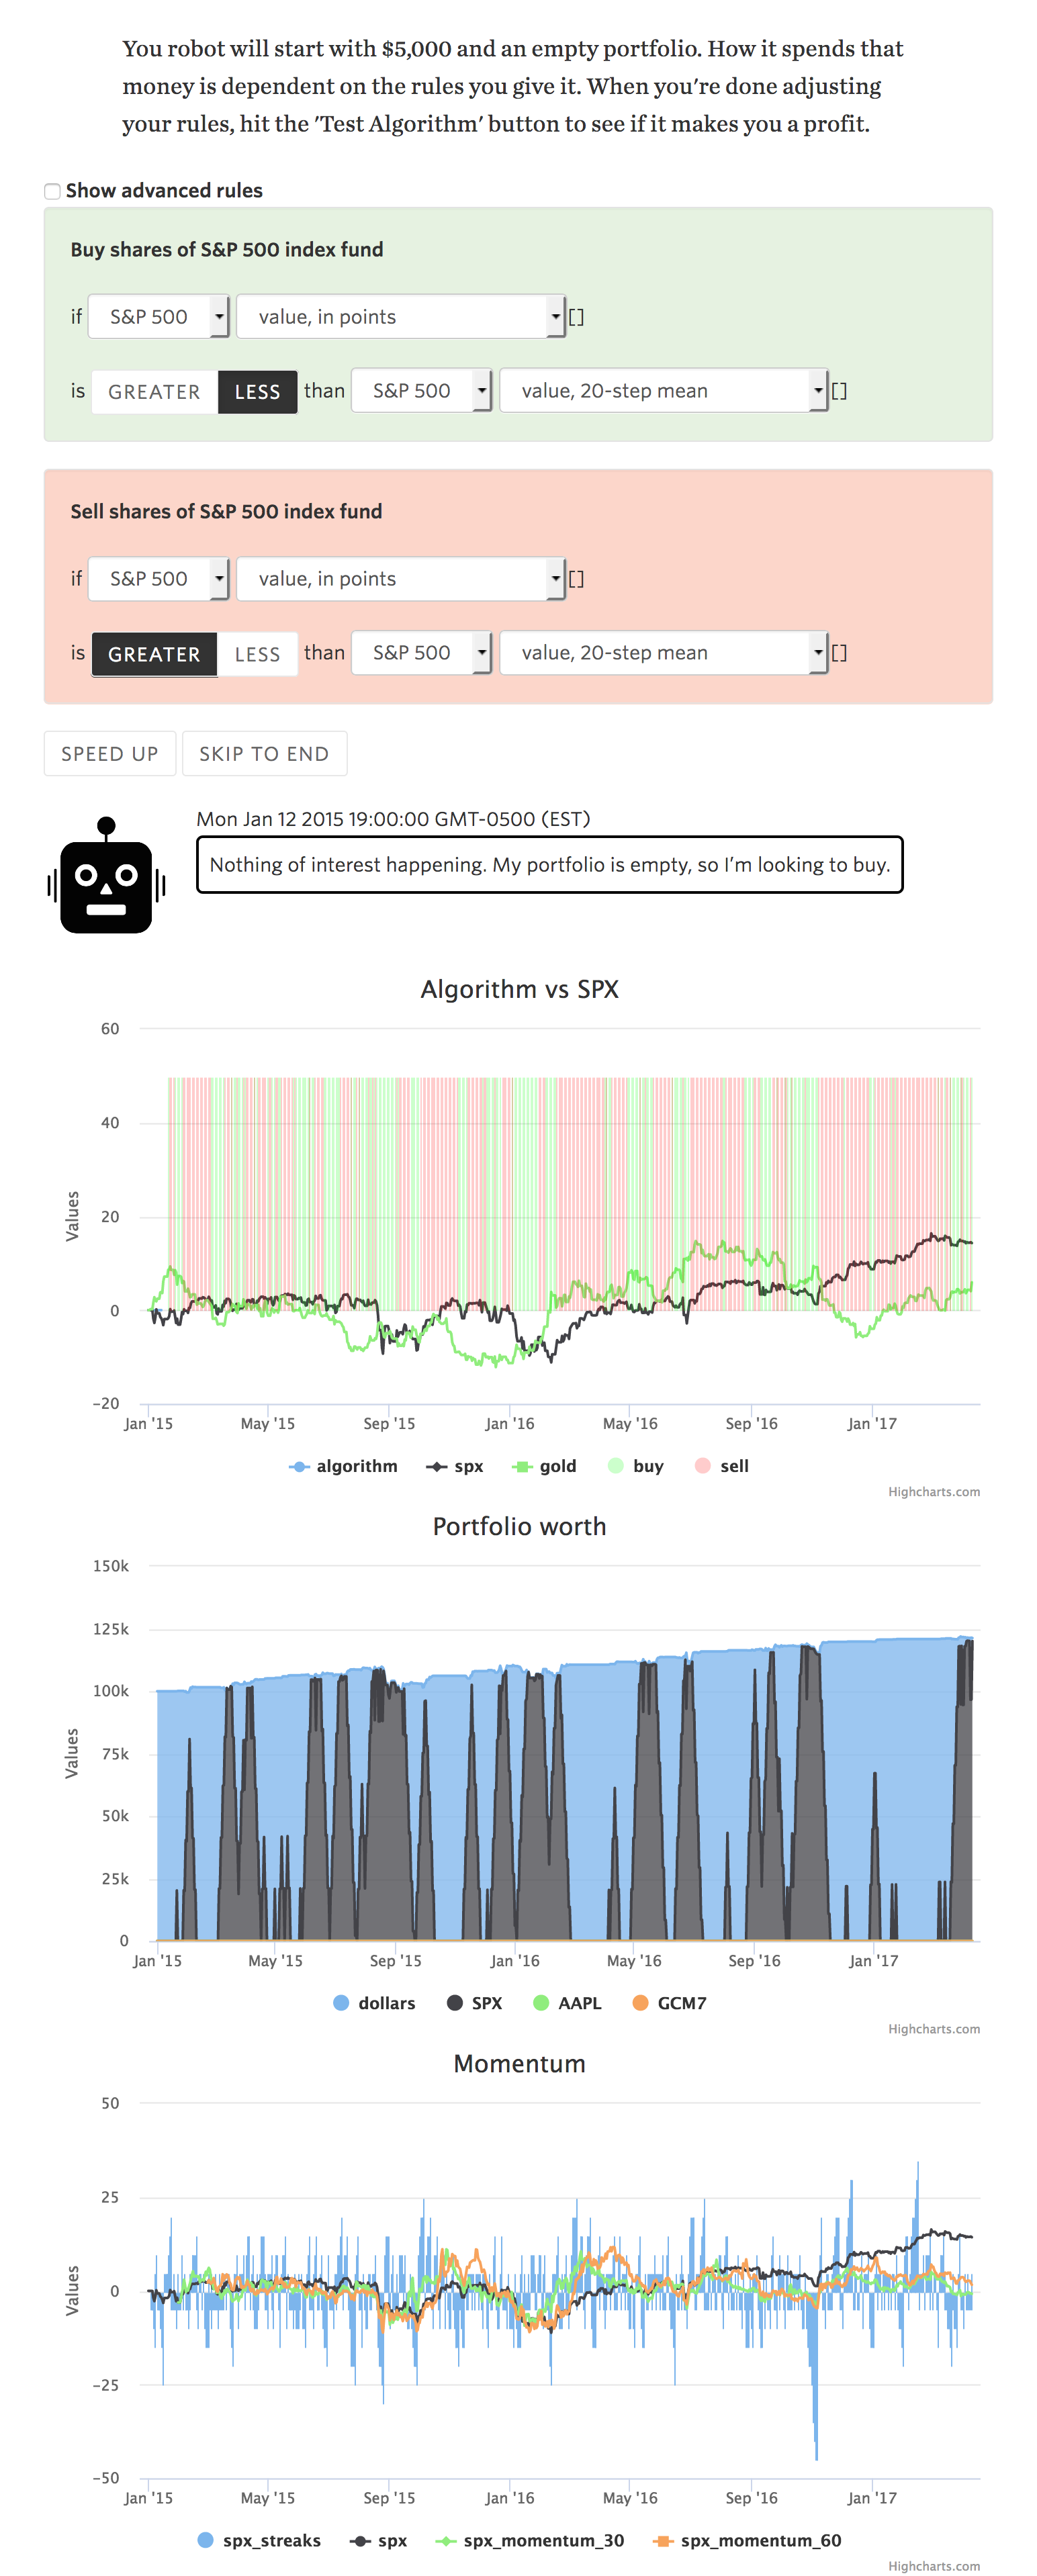 You robot will start with $5,000 and an empty portfolio. How it spends that
money is dependent on the rules you give it. When you're done adjusting
your rules, hit the 'Test Algorithm' button to see if it makes you a profit.
Show advanced rules
Buy shares of S&P 500 index fund
if S&P 500 value, in points []
is GREATER LESS than S&P 500 value, 20-step mean []
Sell shares of S&P 500 index fund
if S&P 500 value, in points []
is GREATER LESS than S&P 500 value, 20-step mean []
SPEED UP SKIP TO END
Mon Jan 12 2015 19:00:00 GMT-0500 (EST)
Nothing of interest happening. My portfolio is empty, so I'm looking to buy.
Algorithm vs SPX
60
40
20
0
−20
Values
Jan '15 May '15 Sep '15 Jan '16 May '16 Sep '16 Jan '17
algorithm spx gold buy sell
Highcharts.com
Portfolio worth
150k
125k
100k
75k
50k
25k
0
Values
Jan '15 May '15 Sep '15 Jan '16 May '16 Sep '16 Jan '17
dollars SPX AAPL GCM7
Highcharts.com
Momentum
50
25
0
−25
−50
Values
Jan '15 May '15 Sep '15 Jan '16 May '16 Sep '16 Jan '17
spx_streaks spx spx_momentum_30 spx_momentum_60
Highcharts.com